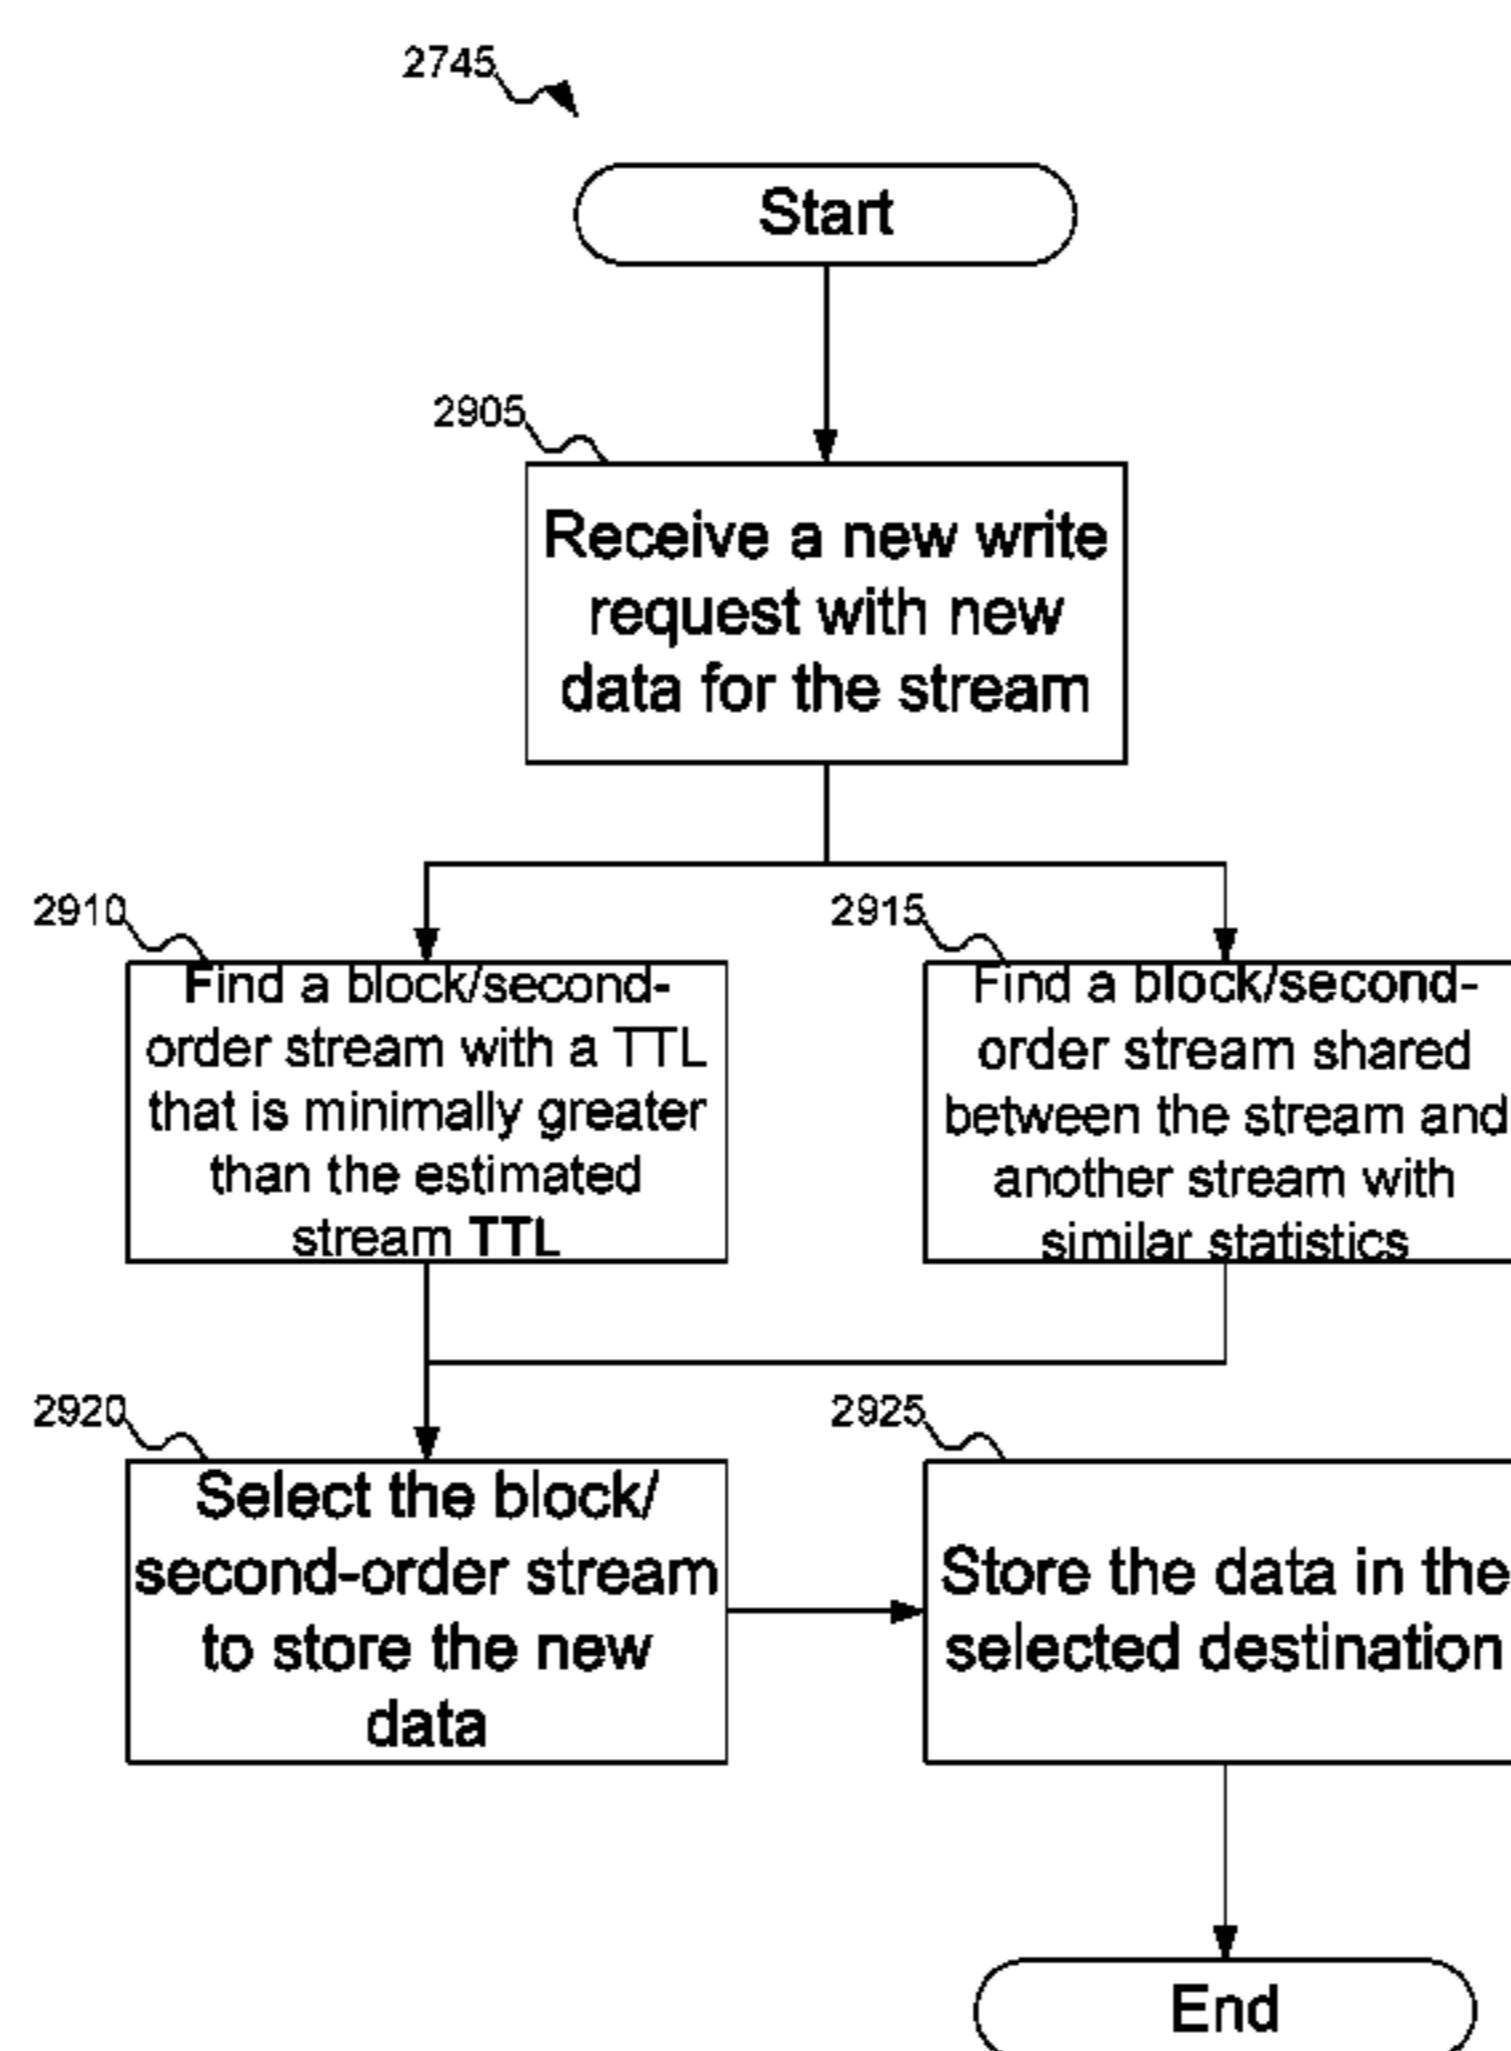 2745
Start
2905
Receive a new write
request with new
data for the stream
2910
Find a block/second-
order stream with a TTL
that is minimally greater
than the estimated
stream TTL
2915
Find a block/second-
order stream shared
between the stream and
another stream with
similar statistics
2920
Select the block/
second-order stream
to store the new
data
2925
Store the data in the
selected destination
End